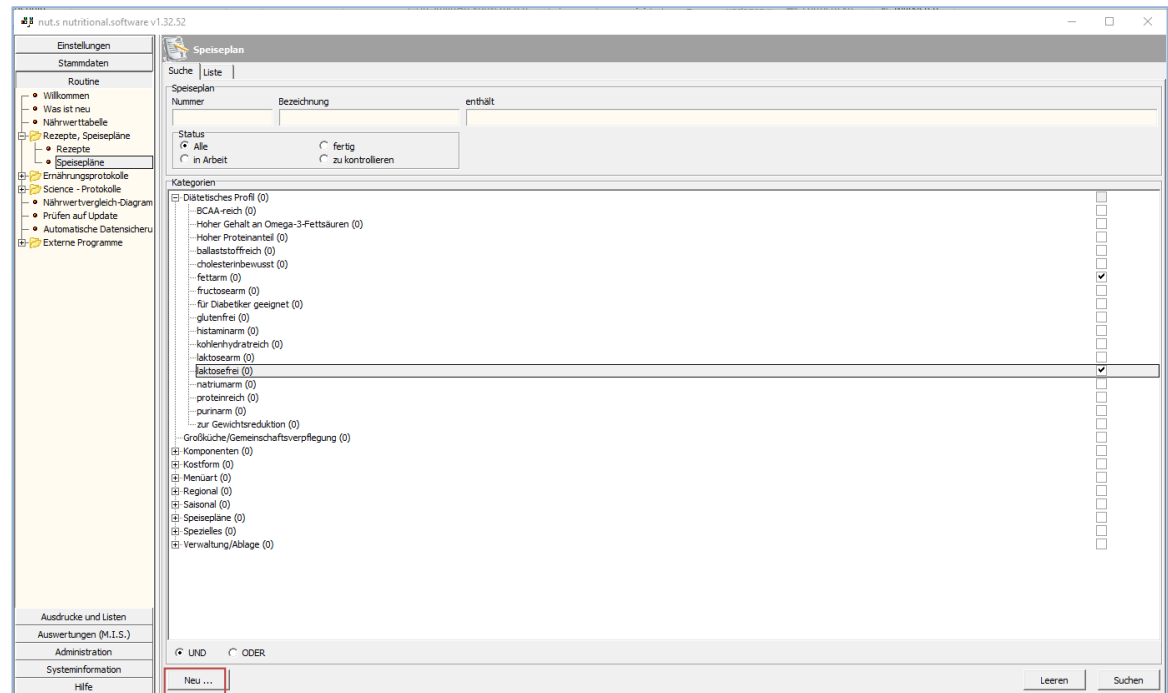 nut.s nutritional.software v1.32.52
Einstellungen
Stammdaten
Routine
Willkommen
Was ist neu
Nährwerttabelle
Rezepte, Speisepläne
Rezepte
Speisepläne
Ernährungsprotokolle
Science - Protokolle
Nährwertvergleich-Diagram
Prüfen auf Update
Automatische Datensicheru
Externe Programme
Ausdrucke und Listen
Auswertungen (M.I.S.)
Administration
Systeminformation
Hilfe
Speiseplan
Suche Liste
Speiseplan
Nummer Bezeichnung enthält
Status
Alle fertig
in Arbeit zu kontrollieren
Kategorien
Diätetisches Profil (0)
BCAA-reich (0)
Hoher Gehalt an Omega-3-Fettsäuren (0)
Hoher Proteinanteil (0)
ballaststoffreich (0)
cholesterinbewusst (0)
fettarm (0)
fructosearm (0)
für Diabetiker geeignet (0)
glutenfrei (0)
histaminarm (0)
kohlenhydratreich (0)
laktosearm (0)
laktosefrei (0)
natriumarm (0)
proteinreich (0)
purinarm (0)
zur Gewichtsreduktion (0)
Großküche/Gemeinschaftsverpflegung (0)
Komponenten (0)
Kostform (0)
Menüart (0)
Regional (0)
Saisonal (0)
Speisepläne (0)
Spezielles (0)
Verwaltung/Ablage (0)
UND ODER
Neu ... Leeren Suchen